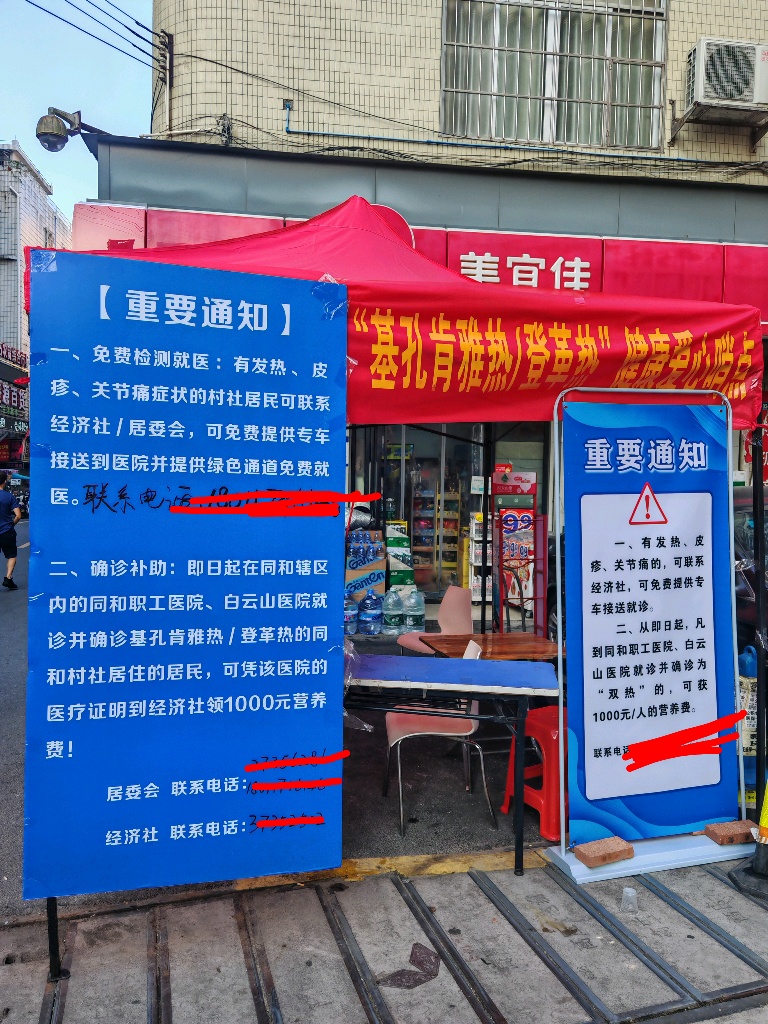 美宜佳
“基孔肯雅热/登革热”健康爱心哨点
【重要通知】
一、免费检测就医：有发热、皮
疹、关节痛症状的村社居民可联系
经济社/居委会，可免费提供专车
接送到医院并提供绿色通道免费就
医。联系电话
二、确诊补助：即日起在同和辖区
内的同和职工医院、白云山医院就
诊并确诊基孔肯雅热/登革热的同
和村社居住的居民，可凭该医院的
医疗证明到经济社领1000元营养
费！
居委会 联系电话:
经济社 联系电话:
重要通知
一、有发热、皮
疹、关节痛的，可联系
经济社，可免费提供专
车接送就诊。
二、从即日起，凡
到同和医院、白云
山医院就诊并确诊为
“双热”的，可获
1000元/人的营养费。
联系电